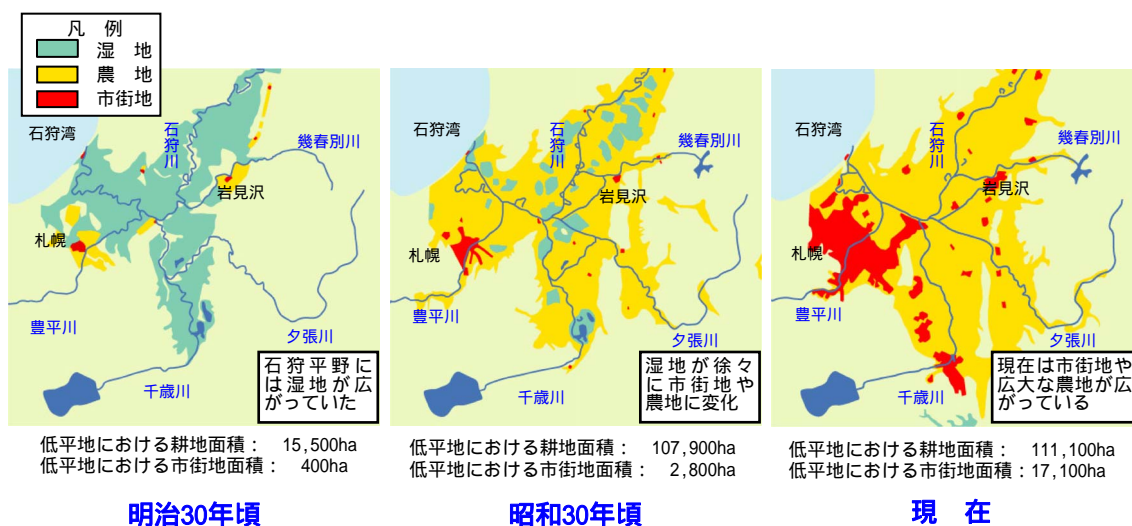 凡 例
湿 地
農 地
市街地
石狩湾
石狩川
幾春別川
岩見沢
札幌
豊平川
夕張川
千歳川
石狩平野に
は湿地が広
がっていた
低平地における耕地面積： 15,500ha
低平地における市街地面積： 400ha
明治30年頃
石狩湾
石狩川
幾春別川
岩見沢
札幌
豊平川
夕張川
千歳川
湿地が徐々
に市街地や
農地に変化
低平地における耕地面積： 107,900ha
低平地における市街地面積：2,800ha
昭和30年頃
石狩湾
石狩川
幾春別川
岩見沢
札幌
豊平川
夕張川
千歳川
現在は市街地や
広大な農地が広
がっている
低平地における耕地面積： 111,100ha
低平地における市街地面積：17,100ha
現 在